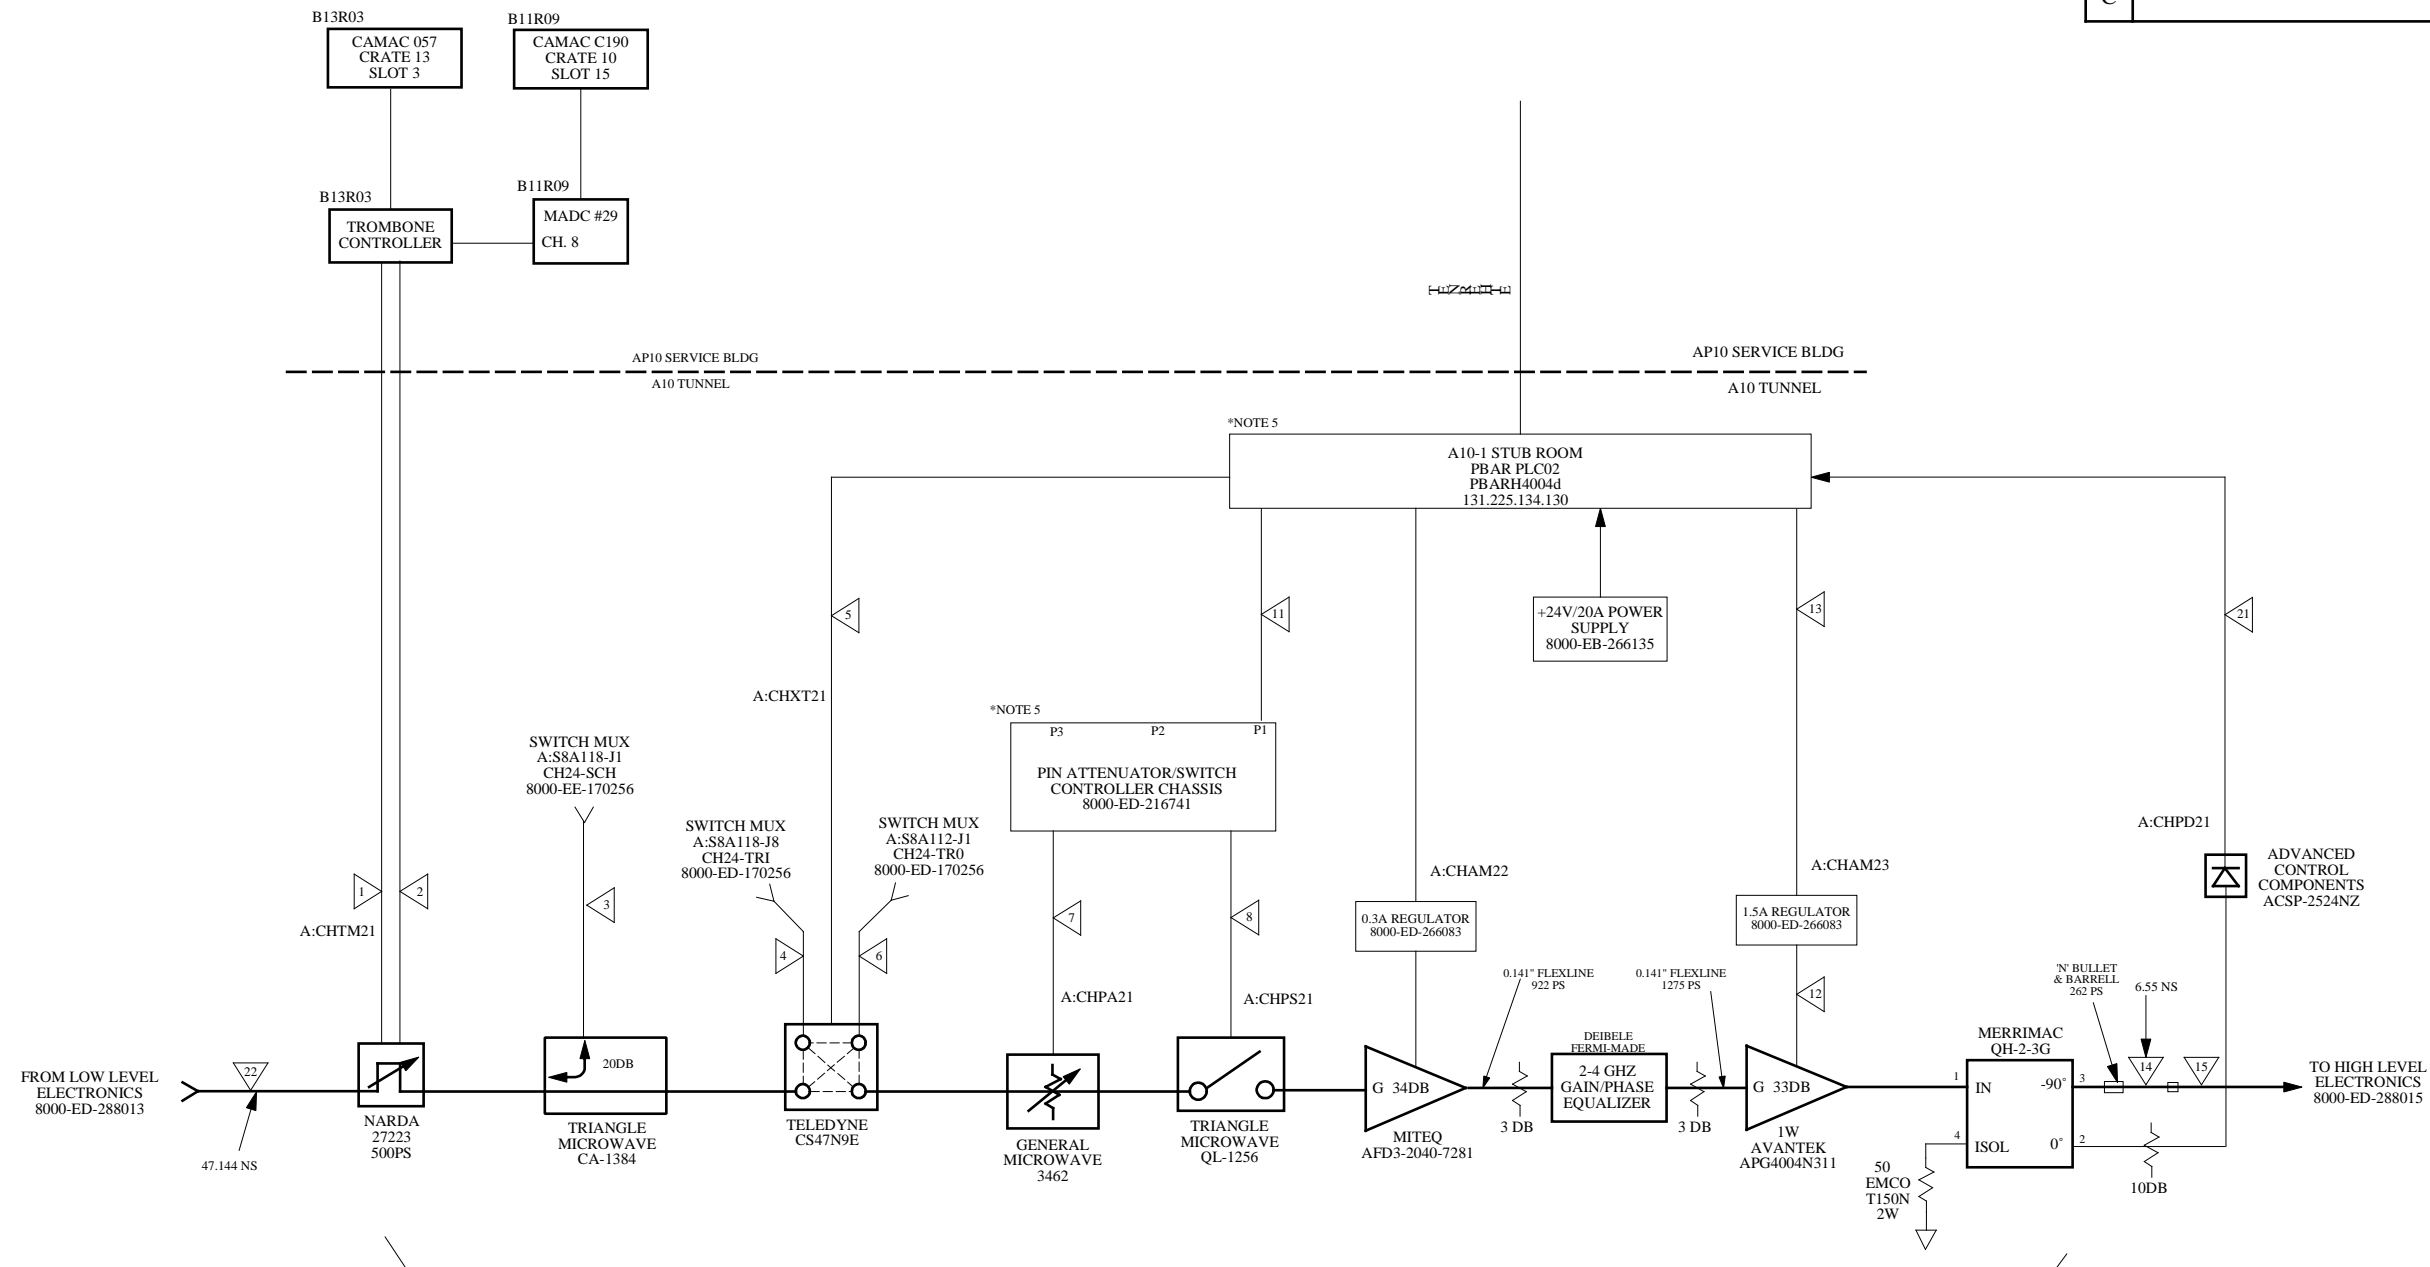 C
B13R03
CAMAC 057
CRATE 13
SLOT 3
B11R09
CAMAC C190
CRATE 10
SLOT 15
B13R03
TROMBONE
CONTROLLER
B11R09
MADC #29
CH. 8
AP10 SERVICE BLDG
A10 TUNNEL
AP10 SERVICE BLDG
A10 TUNNEL
*NOTE 5
A10-1 STUB ROOM
PBAR PLC02
PBARH4004d
131.225.134.130
5
11
+24V/20A POWER
SUPPLY
8000-EB-266135
13
21
A:CHXT21
*NOTE 5
P3
P2
P1
PIN ATTENUATOR/SWITCH
CONTROLLER CHASSIS
8000-ED-216741
SWITCH MUX
A:S8A118-J1
CH24-SCH
8000-EE-170256
SWITCH MUX
A:S8A118-J8
CH24-TRI
8000-ED-170256
SWITCH MUX
A:S8A112-J1
CH24-TR0
8000-ED-170256
A:CHPD21
ADVANCED
CONTROL
COMPONENTS
ACSP-2524NZ
A:CHAM22
A:CHAM23
1
2
3
A:CHTM21
4
6
7
8
0.3A REGULATOR
8000-ED-266083
1.5A REGULATOR
8000-ED-266083
A:CHPA21
A:CHPS21
0.141" FLEXLINE
922 PS
0.141" FLEXLINE
1275 PS
12
'N' BULLET
& BARRELL
262 PS
6.55 NS
FROM LOW LEVEL
ELECTRONICS
8000-ED-288013
22
47.144 NS
NARDA
27223
500PS
20DB
TRIANGLE
MICROWAVE
CA-1384
TELEDYNE
CS47N9E
GENERAL
MICROWAVE
3462
TRIANGLE
MICROWAVE
QL-1256
G 34DB
MITEQ
AFD3-2040-7281
3 DB
DEIBELE
FERMI-MADE
2-4 GHZ
GAIN/PHASE
EQUALIZER
3 DB
G 33DB
1W
AVANTEK
APG4004N311
MERRIMAC
QH-2-3G
1
IN
-90°
3
4
ISOL
0°
2
14
15
TO HIGH LEVEL
ELECTRONICS
8000-ED-288015
50
EMCO
T150N
2W
10DB